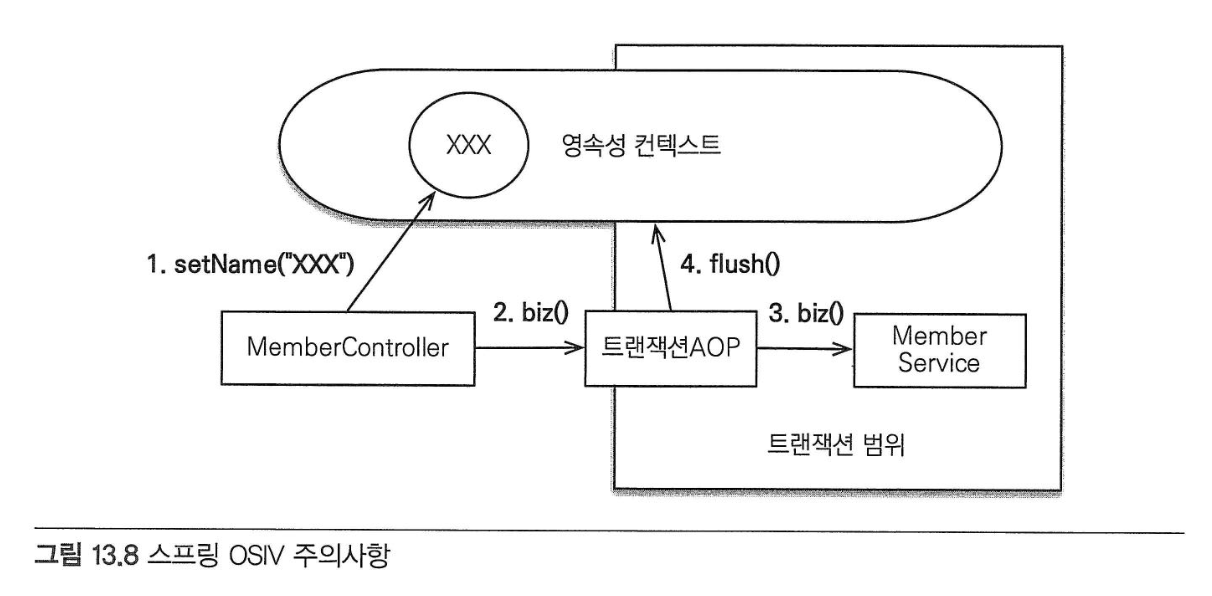 XXX
영속성 컨텍스트
1. setName("XXX")
4. flush()
2. biz()
3. biz()
MemberController
트랜잭션AOP
Member
Service
트랜잭션 범위
그림 13.8 스프링 OSIV 주의사항